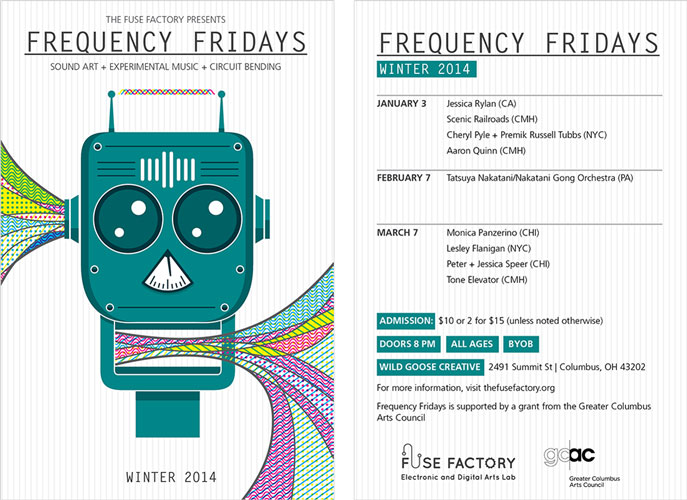 THE FUSE FACTORY PRESENTS
FREQUENCY FRIDAYS
SOUND ART + EXPERIMENTAL MUSIC + CIRCUIT BENDING
WINTER 2014
FREQUENCY FRIDAYS
WINTER 2014
JANUARY 3 Jessica Rylan (CA)
Scenic Railroads (CMH)
Cheryl Pyle + Premik Russell Tubbs (NYC)
Aaron Quinn (CMH)
FEBRUARY 7 Tatsuya Nakatani/Nakatani Gong Orchestra (PA)
MARCH 7 Monica Panzerino (CHI)
Lesley Flanigan (NYC)
Peter + Jessica Speer (CHI)
Tone Elevator (CMH)
ADMISSION: $10 or 2 for $15 (unless noted otherwise)
DOORS 8 PM ALL AGES BYOB
WILD GOOSE CREATIVE 2491 Summit St | Columbus, OH 43202
For more information, visit thefusefactory.org
Frequency Fridays is supported by a grant from the Greater Columbus
Arts Council
FUSE FACTORY
Electronic and Digital Arts Lab
gcac
Greater Columbus
Arts Council